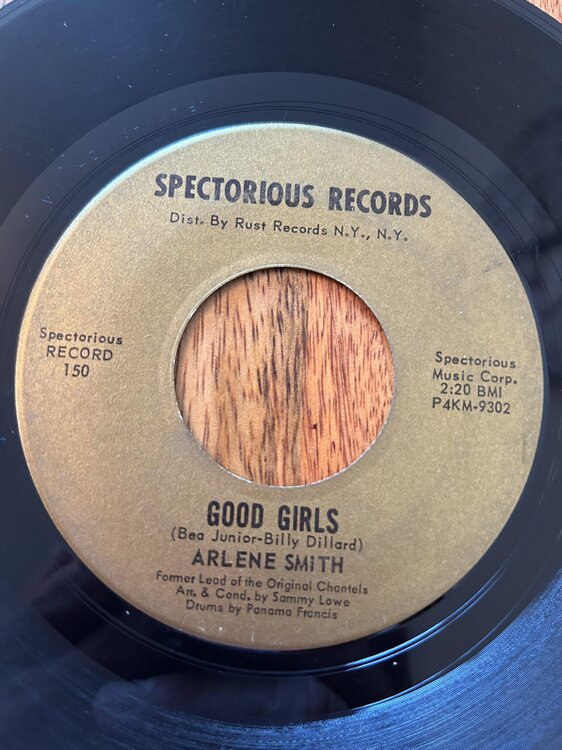 SPECTORIOUS RECORDS
Dist. By Rust Records N.Y., N.Y.
Spectorious
RECORD
150
Spectorious
Music Corp.
2:20 BMI
P4KM-9302
GOOD GIRLS
(Bea Junior-Billy Dillard)
ARLENE SMITH
Former Lead of the Original Chantels
Arr. & Cond. by Sammy Lowe
Drums by Panama Francis